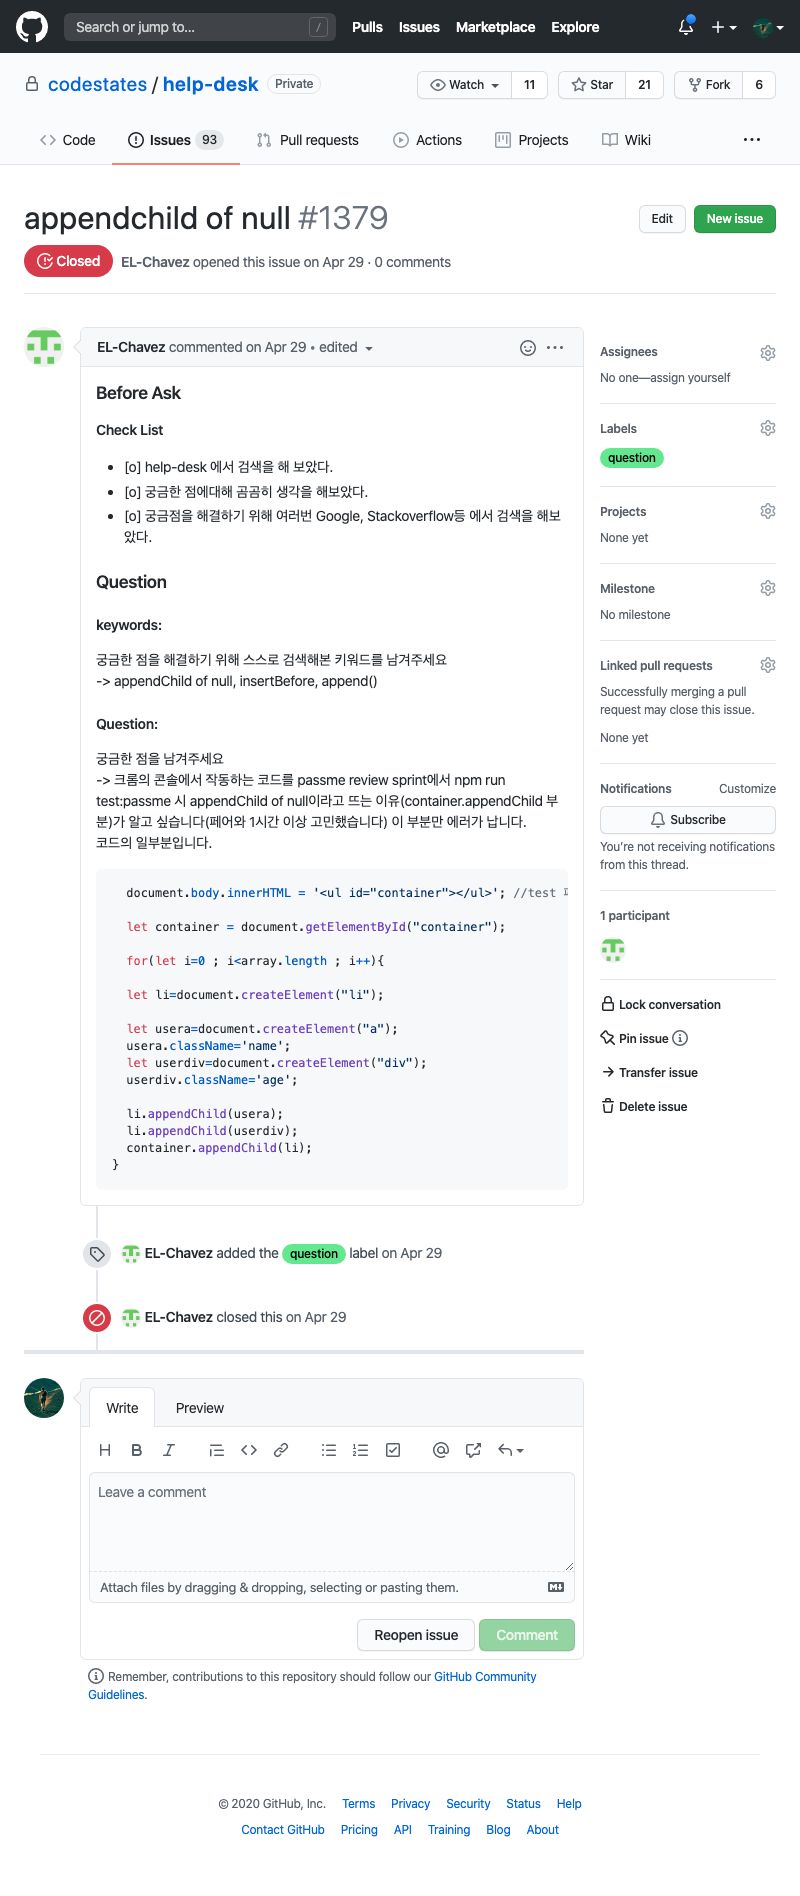 Search or jump to... /
Pulls Issues Marketplace Explore
codestates / help-desk Private
Watch 11 Star 21 Fork 6
Code Issues 93 Pull requests Actions Projects Wiki ...
appendchild of null #1379
Edit New issue
Closed EL-Chavez opened this issue on Apr 29 · 0 comments
EL-Chavez commented on Apr 29 • edited
Before Ask
Check List
• [o] help-desk 에서 검색을 해 보았다.
• [o] 궁금한 점에대해 곰곰히 생각을 해보았다.
• [o] 궁금점을 해결하기 위해 여러번 Google, Stackoverflow등 에서 검색을 해보
았다.
Question
keywords:
궁금한 점을 해결하기 위해 스스로 검색해본 키워드를 남겨주세요
-> appendChild of null, insertBefore, append()
Question:
궁금한 점을 남겨주세요
-> 크롬의 콘솔에서 작동하는 코드를 passme review sprint에서 npm run
test:passme 시 appendChild of null이라고 뜨는 이유(container.appendChild 부
분)가 알고 싶습니다(페어와 1시간 이상 고민했습니다) 이 부분만 에러가 납니다.
코드의 일부분입니다.
document.body.innerHTML = '<ul id="container"></ul>'; //test
let container = document.getElementById("container");
for(let i=0 ; i<array.length ; i++){
let li=document.createElement("li");
let usera=document.createElement("a");
usera.className='name';
let userdiv=document.createElement("div");
userdiv.className='age';
li.appendChild(usera);
li.appendChild(userdiv);
container.appendChild(li);
}
EL-Chavez added the question label on Apr 29
EL-Chavez closed this on Apr 29
Assignees
No one—assign yourself
Labels
question
Projects
None yet
Milestone
No milestone
Linked pull requests
Successfully merging a pull
request may close this issue.
None yet
Notifications Customize
Subscribe
You're not receiving notifications
from this thread.
1 participant
Lock conversation
Pin issue
Transfer issue
Delete issue
Write Preview
Leave a comment
Attach files by dragging & dropping, selecting or pasting them.
Reopen issue Comment
Remember, contributions to this repository should follow our GitHub Community
Guidelines.
© 2020 GitHub, Inc. Terms Privacy Security Status Help
Contact GitHub Pricing API Training Blog About